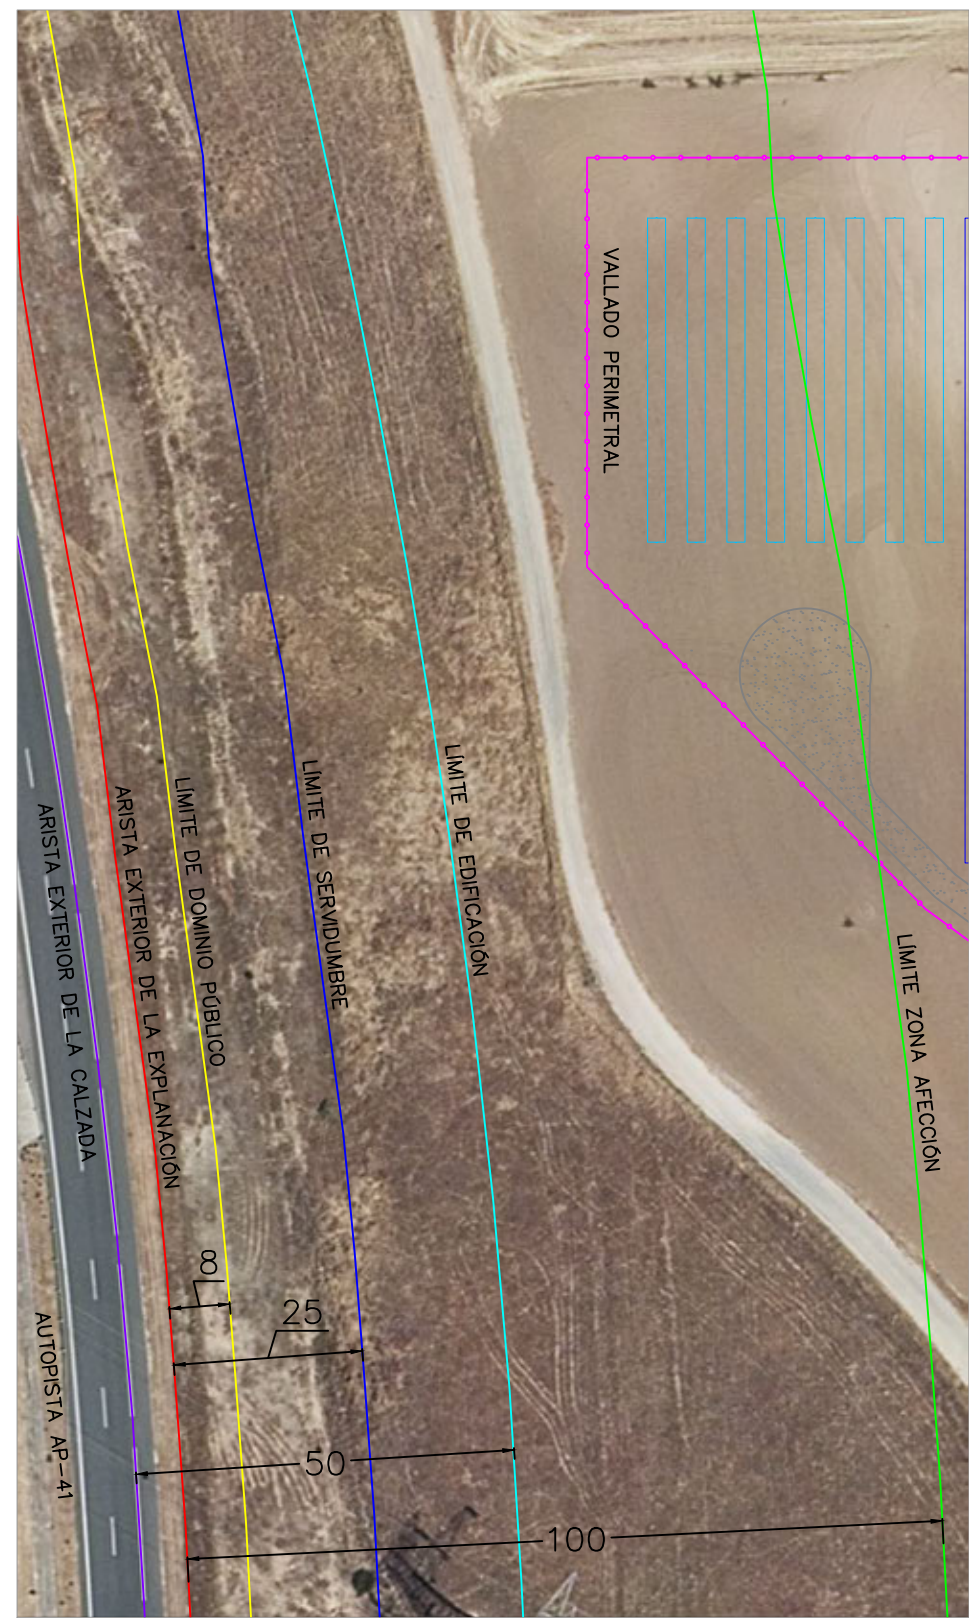 VALLADO PERIMETRAL
LÍMITE DE EDIFICACIÓN
LÍMITE DE SERVIDUMBRE
LÍMITE DE DOMINIO PÚBLICO
ARISTA EXTERIOR DE LA EXPLANACIÓN
ARISTA EXTERIOR DE LA CALZADA
LÍMITE ZONA AFECCIÓN
8
25
AUTOPISTA AP-41
50
100